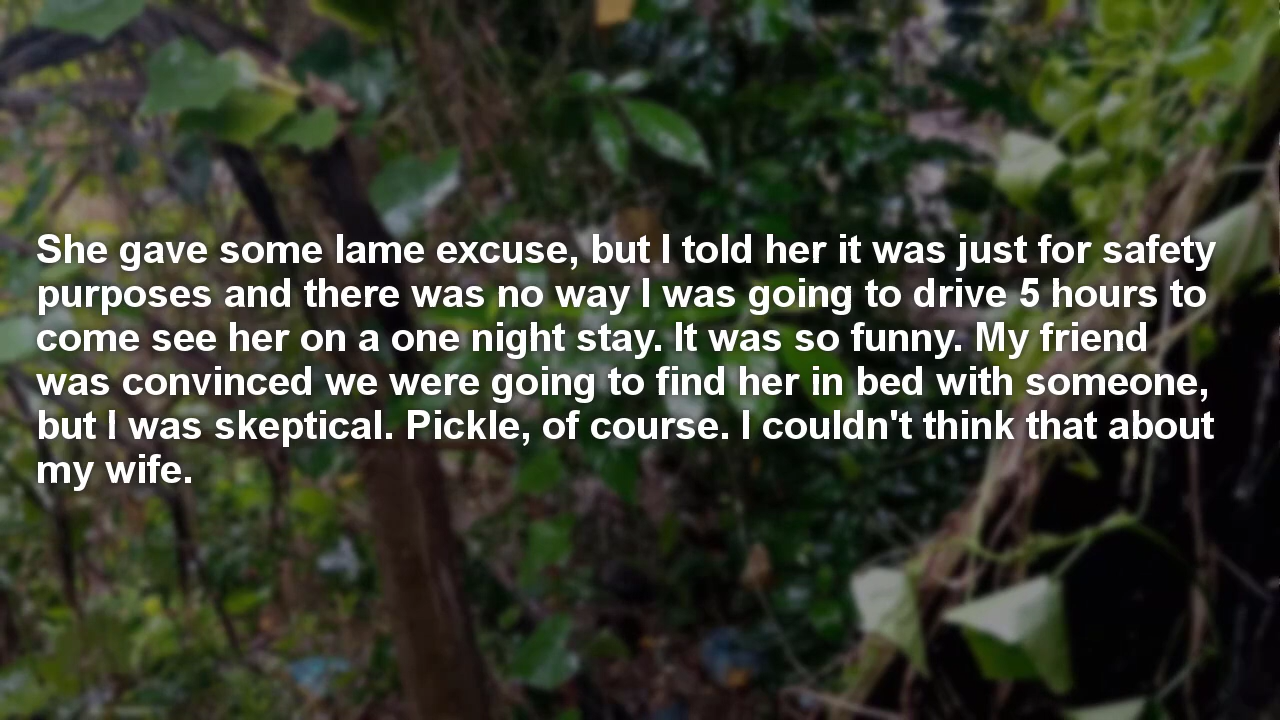 She gave some lame excuse, but I told her it was just for safety
purposes and there was no way I was going to drive 5 hours to
come see her on a one night stay. It was so funny. My friend
was convinced we were going to find her in bed with someone,
but I was skeptical. Pickle, of course. I couldn't think that about
my wife.